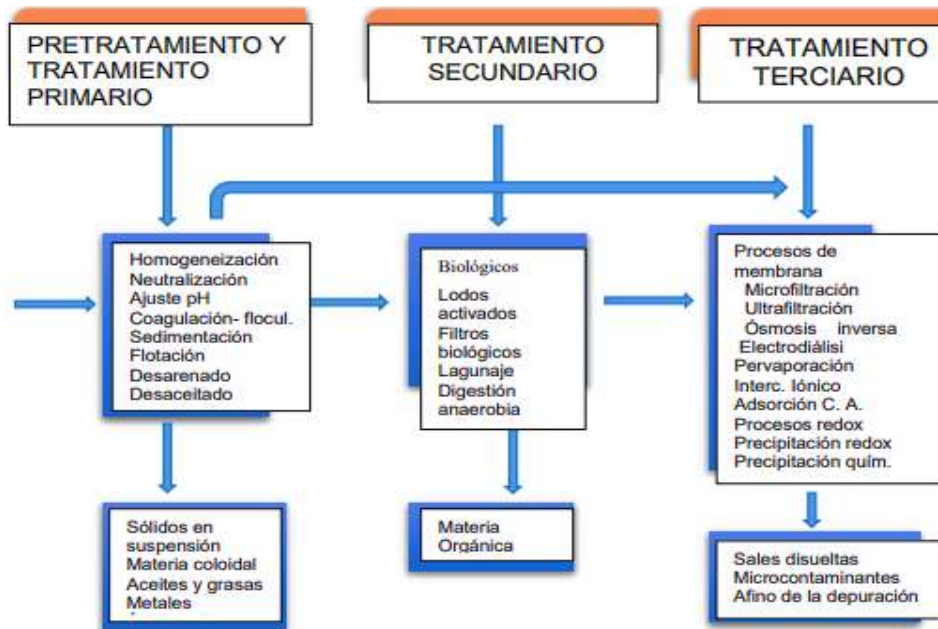 PRETRATAMIENTO Y
TRATAMIENTO
PRIMARIO
TRATAMIENTO
SECUNDARIO
TRATAMIENTO
TERCIARIO
Homogeneización
Neutralización
Ajuste pH
Coagulación- flocul.
Sedimentación
Flotación
Desarenado
Desaceitado
Biológicos
Lodos
activados
Filtros
biológicos
Lagunaje
Digestión
anaerobia
Procesos de
membrana
Microfiltración
Ultrafiltración
Ósmosis inversa
Electrodiálisi
Pervaporación
Interc. Iónico
Adsorción C. A.
Procesos redox
Precipitación redox
Precipitación quím.
Sólidos en
suspensión
Materia coloidal
Aceites y grasas
Metales
Materia
Orgánica
Sales disueltas
Microcontaminantes
Afino de la depuración